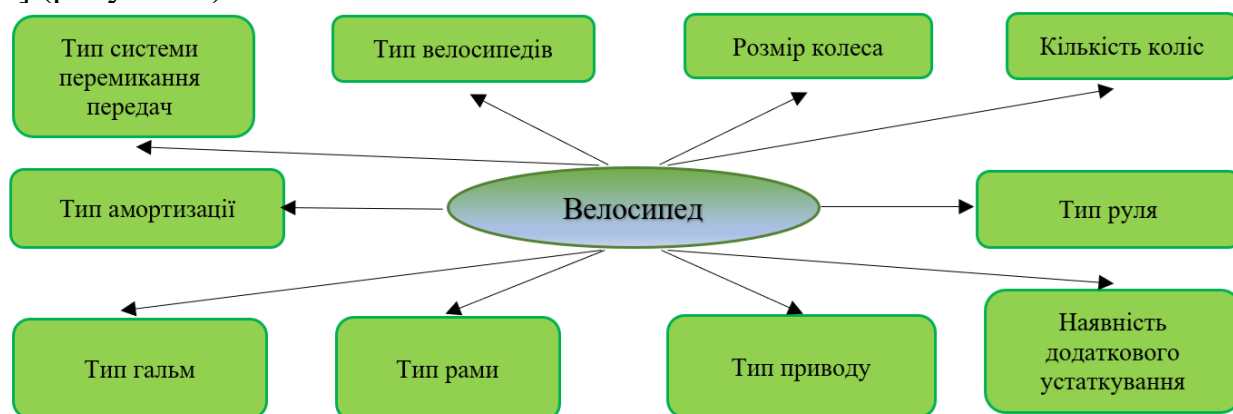 Тип системи
перемикання
передач
Тип велосипедів
Розмір колеса
Кількість коліс
Тип амортизації
Велосипед
Тип руля
Тип гальм
Тип рами
Тип приводу
Наявність
додаткового
устаткування